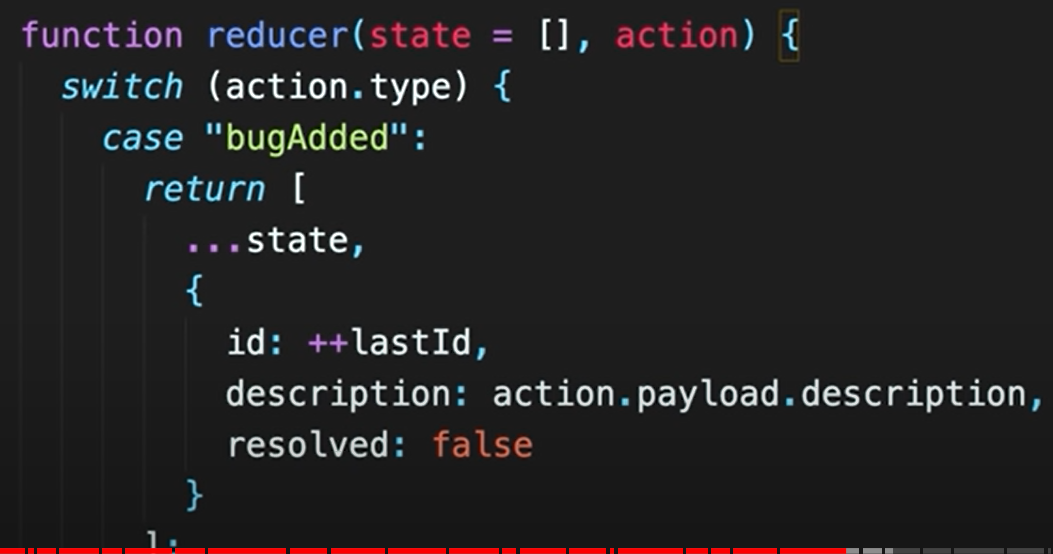 function reducer(state = [], action) {
switch (action.type) {
case "bugAdded":
return [
...state,
{
id: ++lastId,
description: action.payload.description,
resolved: false
}
];